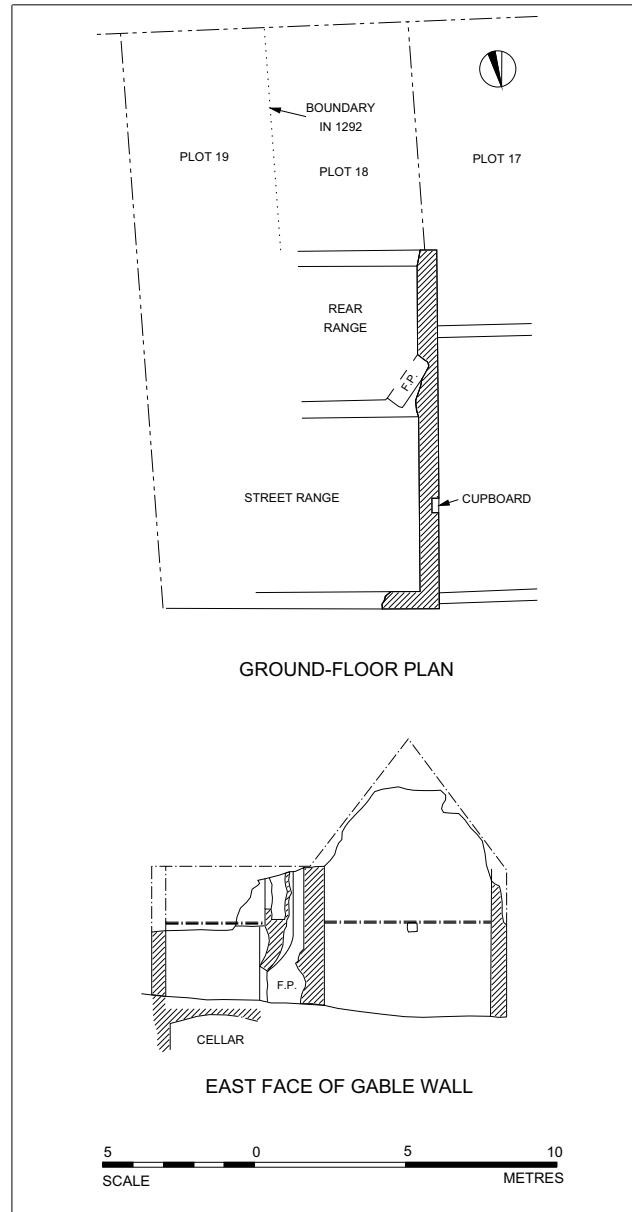 BOUNDARY
IN 1292
PLOT 19
PLOT 18
PLOT 17
REAR
RANGE
F.P.
STREET RANGE
CUPBOARD
GROUND-FLOOR PLAN
F.P.
CELLAR
EAST FACE OF GABLE WALL
5 0 5 10
SCALE METRES